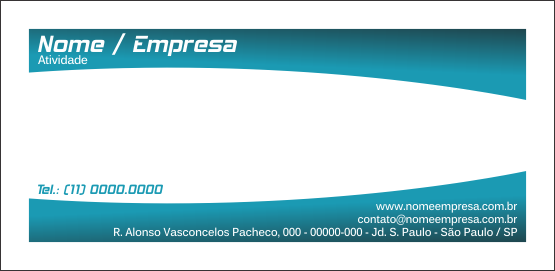 Nome / Empresa
Atividade
Tel.: (11) 0000.0000
www.nomeempresa.com.br
contato@nomeempresa.com.br
R. Alonso Vasconcelos Pacheco, 000 - 00000-000 - Jd. S. Paulo - São Paulo / SP